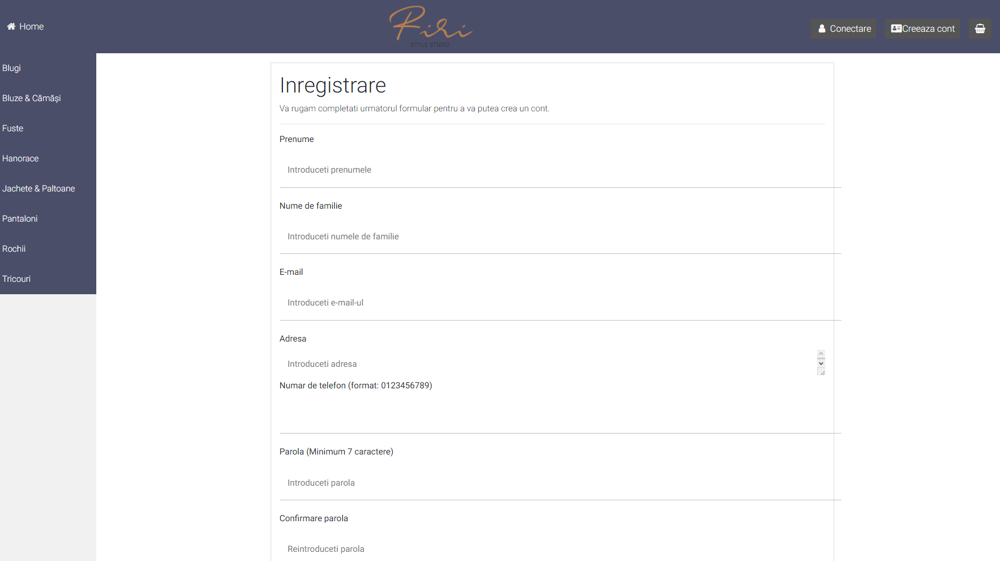 Home
Riri
STYLE STUDIO
Conectare
Creeaza cont
Blugi
Bluze & Cămăși
Fuste
Hanorace
Jachete & Paltoane
Pantaloni
Rochii
Tricouri
Inregistrare
Va rugam completati urmatorul formular pentru a va putea crea un cont.
Prenume
Introduceti prenumele
Nume de familie
Introduceti numele de familie
E-mail
Introduceti e-mail-ul
Adresa
Introduceti adresa
Numar de telefon (format: 0123456789)
Parola (Minimum 7 caractere)
Introduceti parola
Confirmare parola
Reintroduceti parola